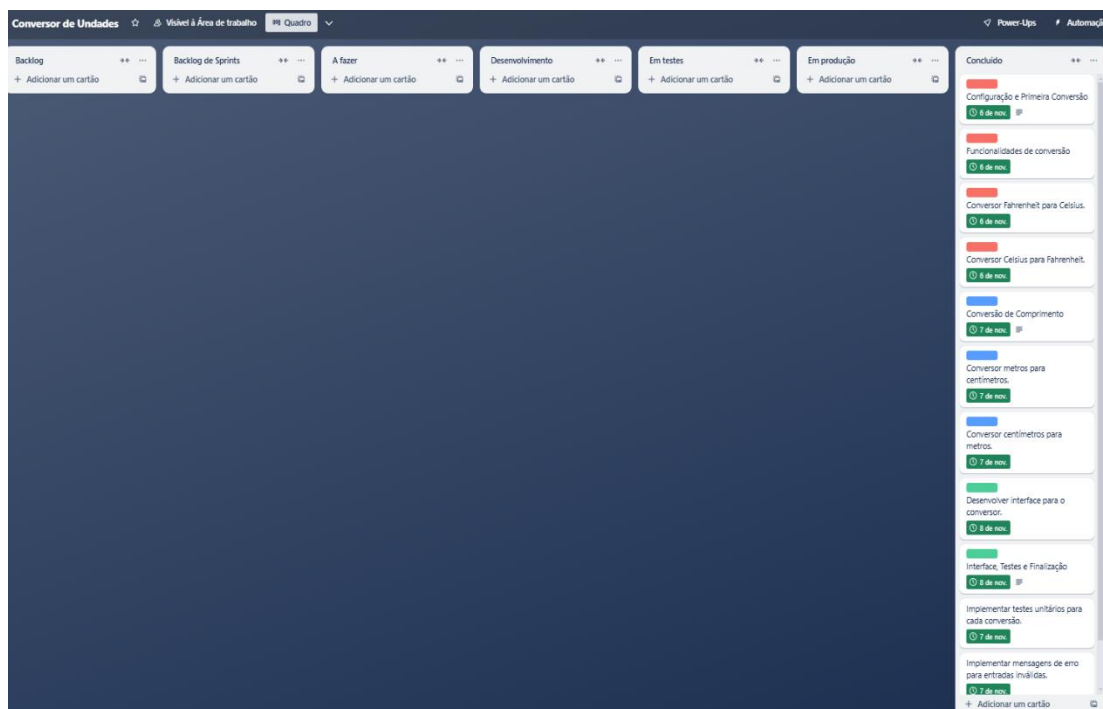 Conversor de Undades
Visível à Área de trabalho
Quadro
Power-Ups
Automaçã
Backlog
+ Adicionar um cartão
Backlog de Sprints
+ Adicionar um cartão
A fazer
+ Adicionar um cartão
Desenvolvimento
+ Adicionar um cartão
Em testes
+ Adicionar um cartão
Em produção
+ Adicionar um cartão
Concluído
Configuração e Primeira Conversão
6 de nov.
Funcionalidades de conversão
6 de nov.
Conversor Fahrenheit para Celsius.
6 de nov.
Conversor Celsius para Fahrenheit.
6 de nov.
Conversão de Comprimento
7 de nov.
Conversor metros para
centímetros.
7 de nov.
Conversor centímetros para
metros.
7 de nov.
Desenvolver interface para o
conversor.
8 de nov.
Interface, Testes e Finalização
8 de nov.
Implementar testes unitários para
cada conversão.
7 de nov.
Implementar mensagens de erro
para entradas inválidas.
7 de nov.
+ Adicionar um cartão